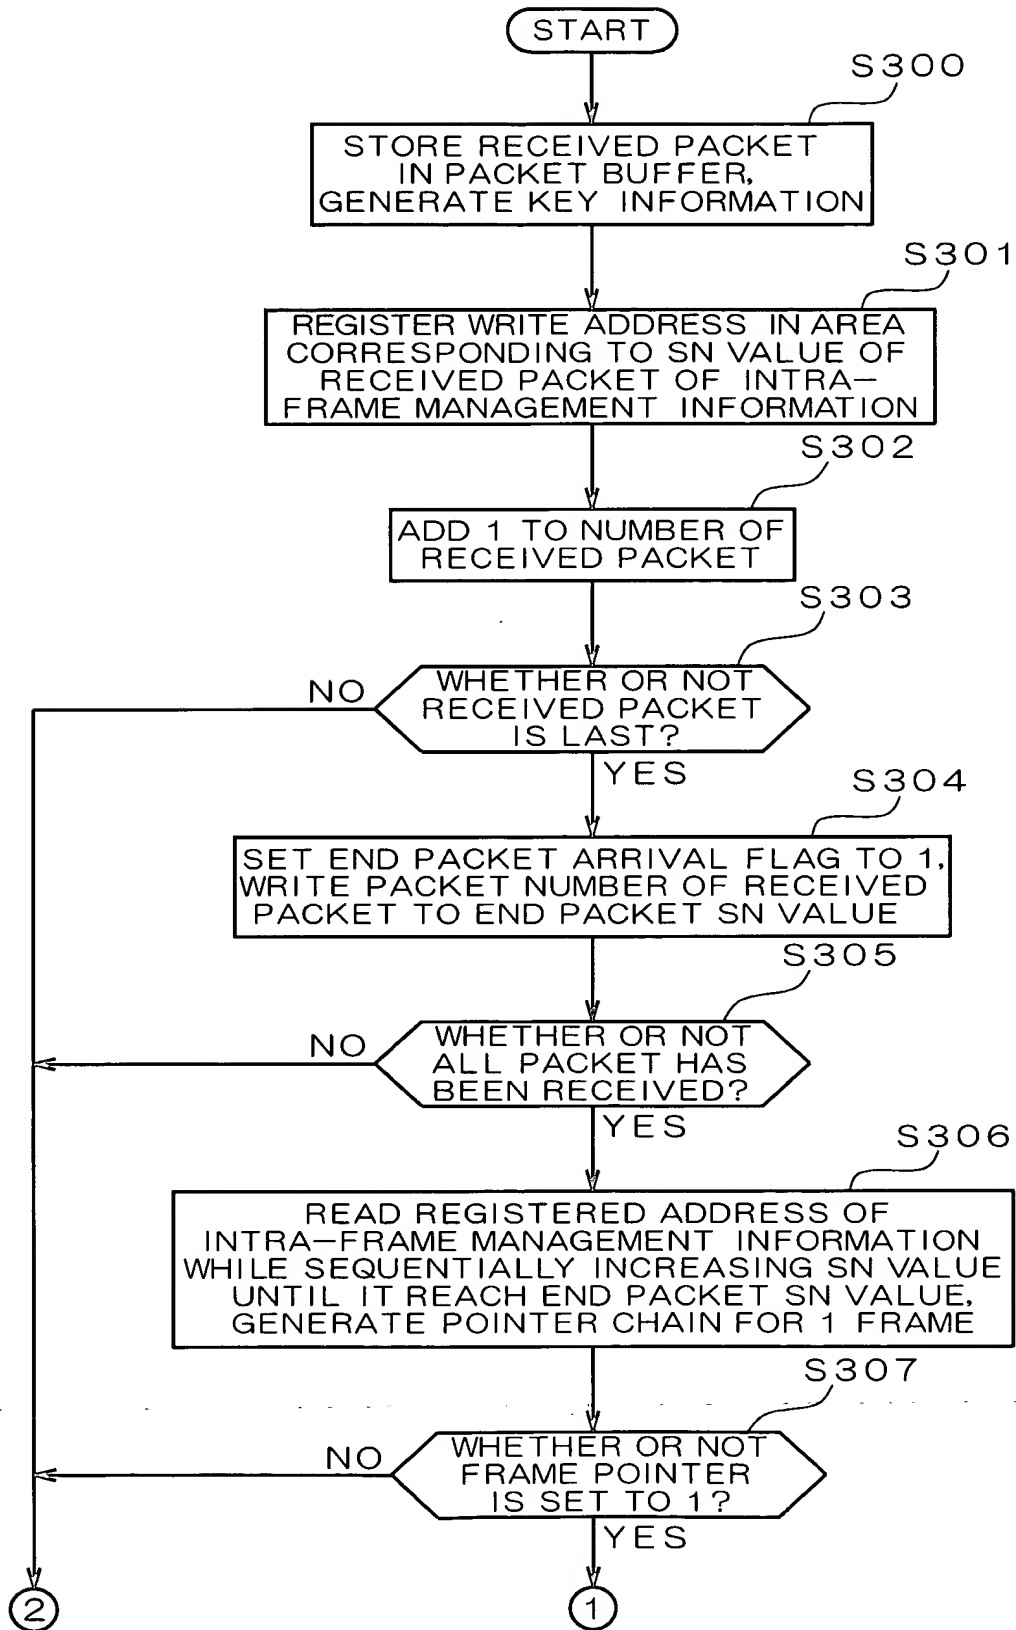 START
S300
STORE RECEIVED PACKET
IN PACKET BUFFER,
GENERATE KEY INFORMATION
S301
REGISTER WRITE ADDRESS IN AREA
CORRESPONDING TO SN VALUE OF
RECEIVED PACKET OF INTRA–
FRAME MANAGEMENT INFORMATION
S302
ADD 1 TO NUMBER OF
RECEIVED PACKET
S303
NO
WHETHER OR NOT
RECEIVED PACKET
IS LAST?
YES
S304
SET END PACKET ARRIVAL FLAG TO 1,
WRITE PACKET NUMBER OF RECEIVED
PACKET TO END PACKET SN VALUE
S305
NO
WHETHER OR NOT
ALL PACKET HAS
BEEN RECEIVED?
YES
S306
READ REGISTERED ADDRESS OF
INTRA–FRAME MANAGEMENT INFORMATION
WHILE SEQUENTIALLY INCREASING SN VALUE
UNTIL IT REACH END PACKET SN VALUE,
GENERATE POINTER CHAIN FOR 1 FRAME
S307
NO
WHETHER OR NOT
FRAME POINTER
IS SET TO 1?
YES
2
1